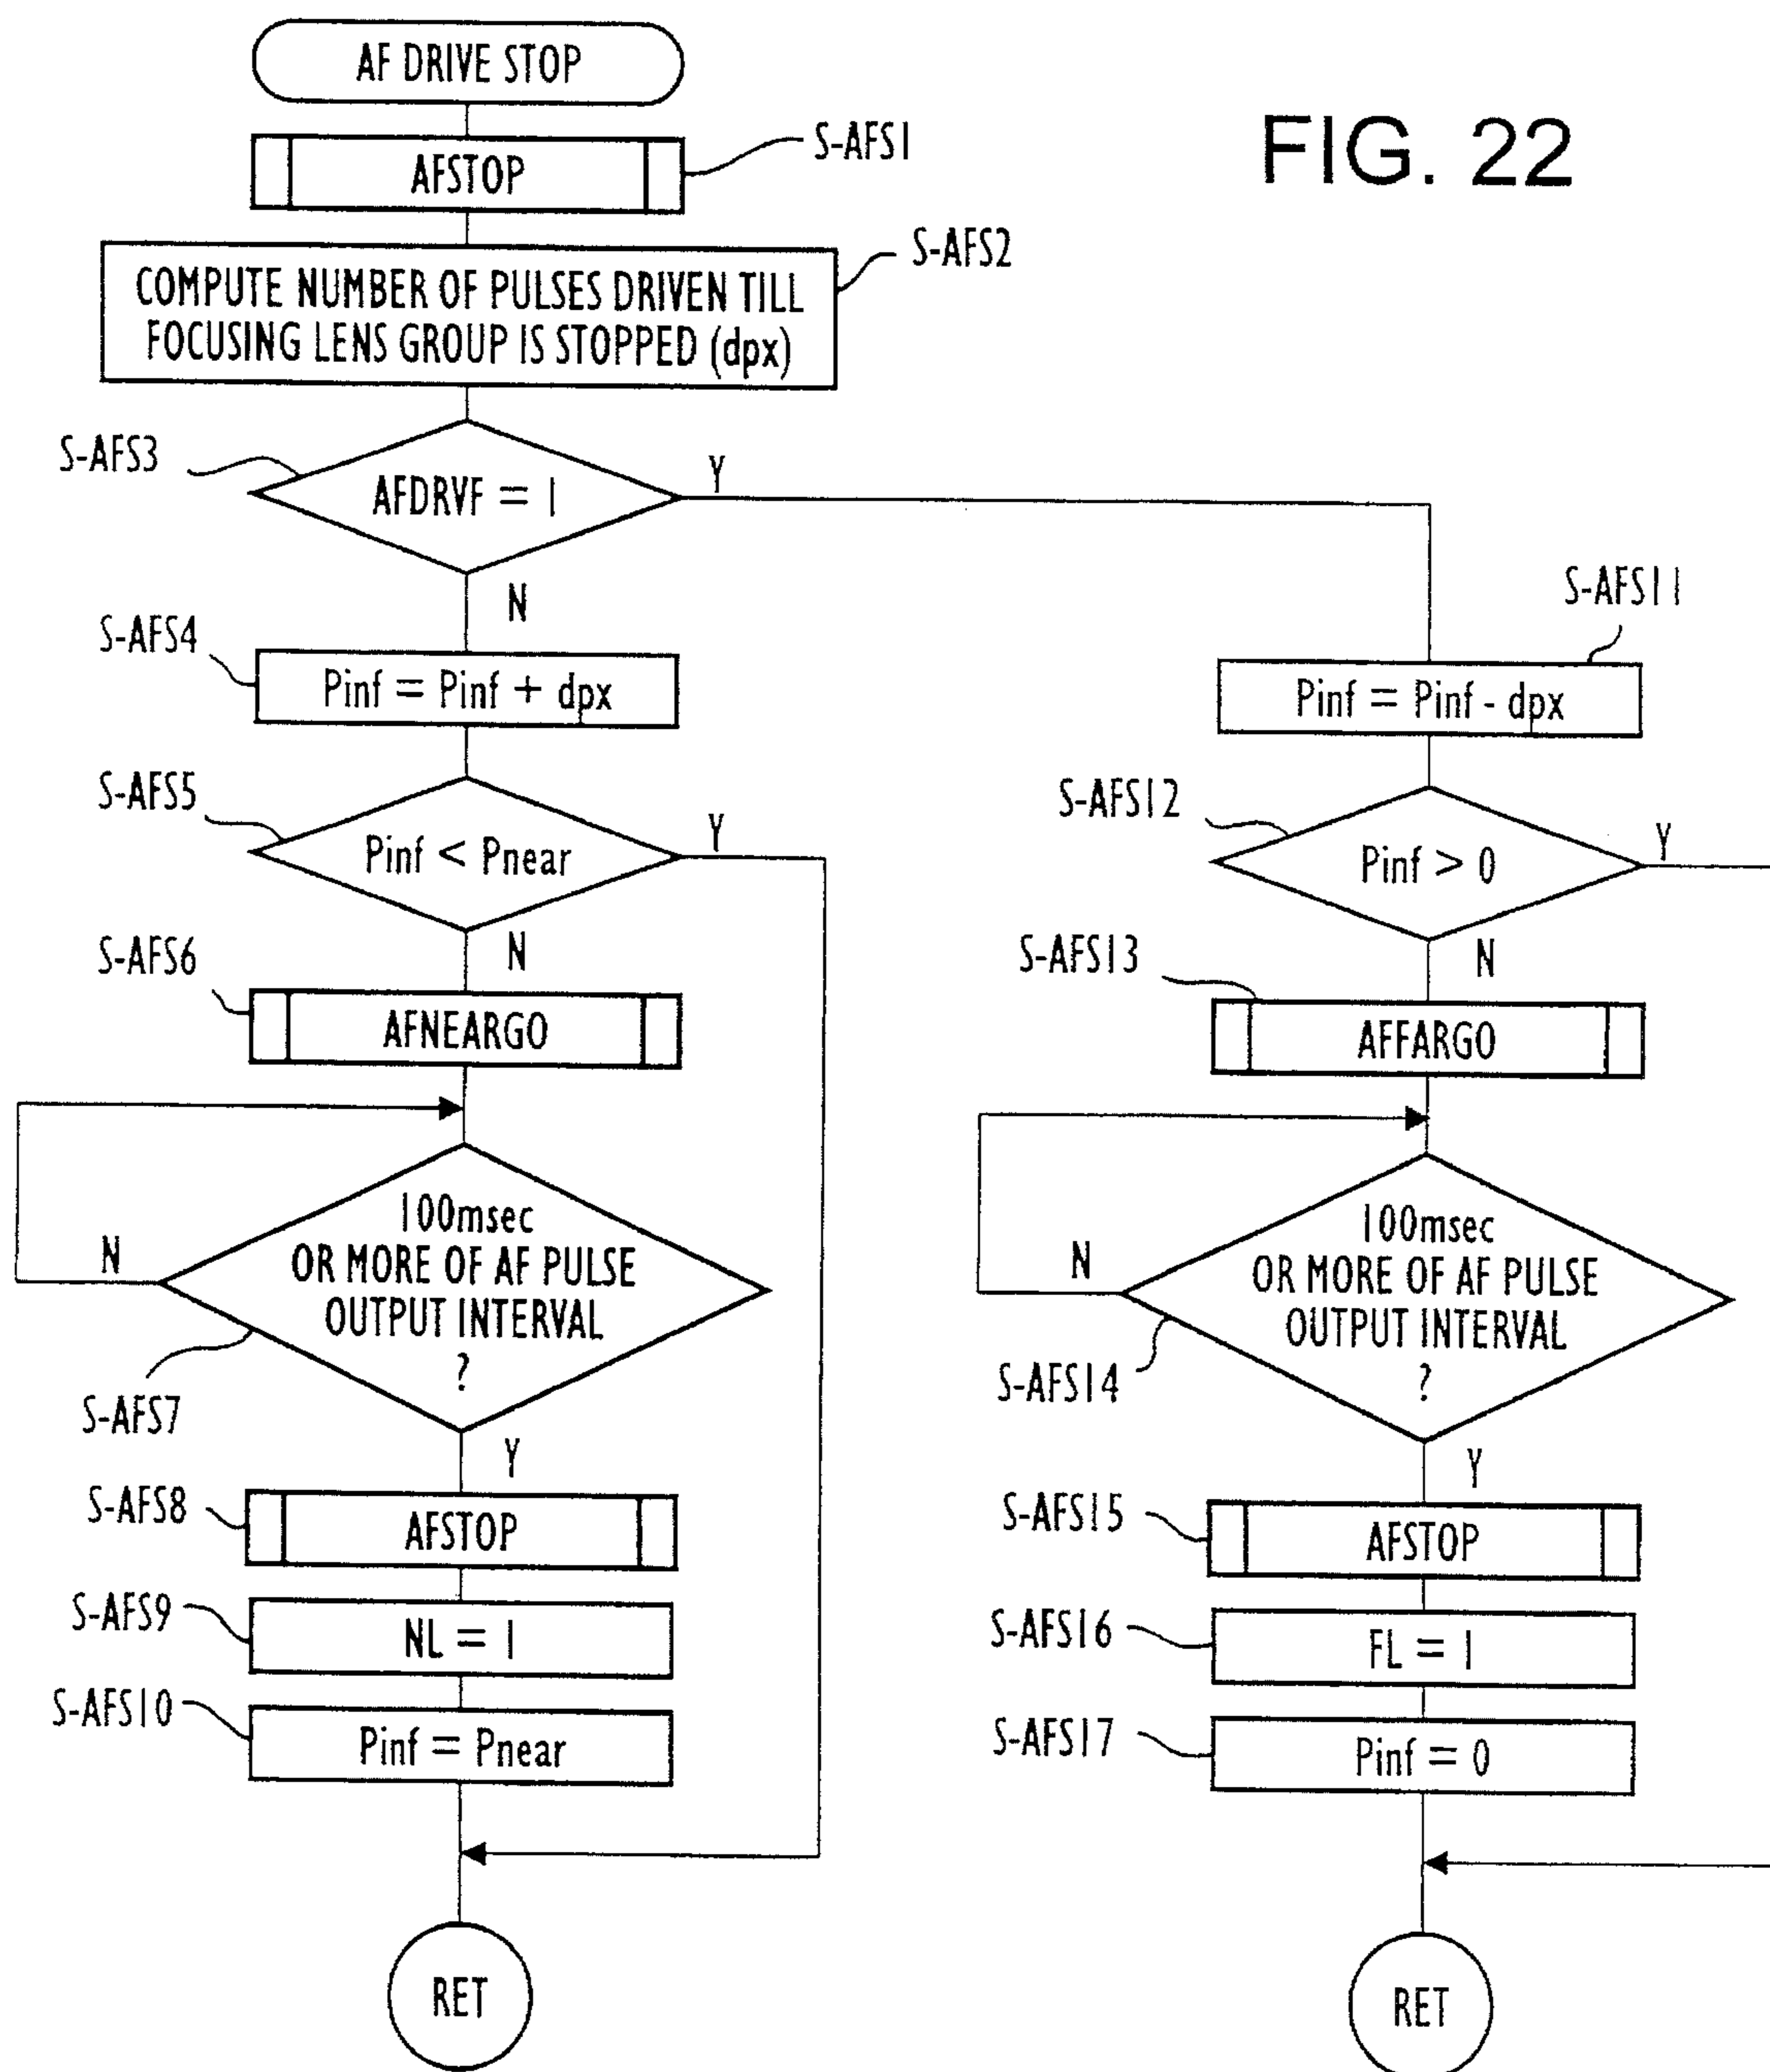 AF DRIVE STOP
FIG. 22
AFSTOP
S-AFS1
COMPUTE NUMBER OF PULSES DRIVEN TILL
FOCUSING LENS GROUP IS STOPPED (dpx)
S-AFS2
S-AFS3
AFDRVF = 1
Y
N
S-AFS4
Pinf = Pinf + dpx
S-AFS5
Pinf < Pnear
Y
N
S-AFS6
AFNEARGO
100msec
OR MORE OF AF PULSE
OUTPUT INTERVAL
?
N
S-AFS7
Y
S-AFS8
AFSTOP
S-AFS9
NL = 1
S-AFS10
Pinf = Pnear
RET
S-AFS11
Pinf = Pinf - dpx
S-AFS12
Pinf > 0
Y
N
S-AFS13
AFFARGO
100msec
OR MORE OF AF PULSE
OUTPUT INTERVAL
?
N
S-AFS14
Y
S-AFS15
AFSTOP
S-AFS16
FL = 1
S-AFS17
Pinf = 0
RET